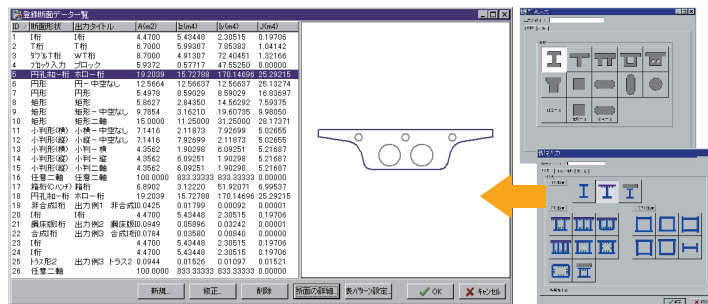 登録断面データ一覧
ID 断面形状 出力タイトル A(m2) Iz(m4) Iy(m4) J(m4)
1 I桁 I桁 4.4700 5.43448 2.30515 0.19706
2 T桁 T桁 6.7000 5.99307 7.85383 1.04142
3 ダブルT桁 WT桁 8.7000 4.91307 72.40451 1.32166
4 ブロック入力 ブロック 5.9372 0.57717 47.55250 0.00000
5 円孔ホロー桁 ホロー桁 19.2039 15.72788 170.14696 25.29215
6 円形 円－中空なし 12.5664 12.56637 12.56637 25.13274
7 円形 円形 5.4978 8.59029 8.59029 16.83697
8 矩形 矩形 5.8627 2.84350 14.56292 7.59375
9 矩形 矩形－中空なし 9.7854 3.16210 19.60735 9.98050
10 矩形 矩形二軸 15.0000 11.25000 31.25000 28.17371
11 小判形(横) 小横－中空なし 7.1416 2.11873 7.92699 5.02655
12 小判形(縦) 小縦－中空なし 7.1416 7.92699 2.11873 5.02655
13 小判形(横) 小判－横 4.3562 1.90298 6.09251 5.21687
14 小判形(縦) 小判－縦 4.3562 6.09251 1.90298 5.21687
15 小判形(縦) 小判二軸 4.3562 6.09251 1.90298 5.21687
16 任意二軸 任意二軸 100.0000 833.33333 833.33333 0.00000
17 箱桁(Cハンチ) 箱桁 6.8902 3.12220 51.92071 6.99537
18 円孔ホロー桁 ホロー桁 19.2039 15.72788 170.14696 25.29215
19 非合成I桁 出力例1 非合成I 0.0425 0.01799 0.00092 0.00001
20 I桁 I桁 4.4700 5.43448 2.30515 0.19706
21 鋼床版I桁 出力例2 鋼床版I 0.0949 0.05896 0.03242 0.00001
22 合成I桁 出力例3 合成I桁 0.0784 0.03580 0.00840 0.00000
23 I桁 I桁 4.4700 5.43448 2.30515 0.19706
24 I桁 I桁 4.4700 5.43448 2.30515 0.19706
25 トラス形2 出力例3 トラス2 0.0944 0.01526 0.01097 0.01521
26 任意二軸 100.0000 833.33333 833.33333 0.00000
新規... 修正... 削除 断面の詳細... 表パターン設定... OK キャンセル